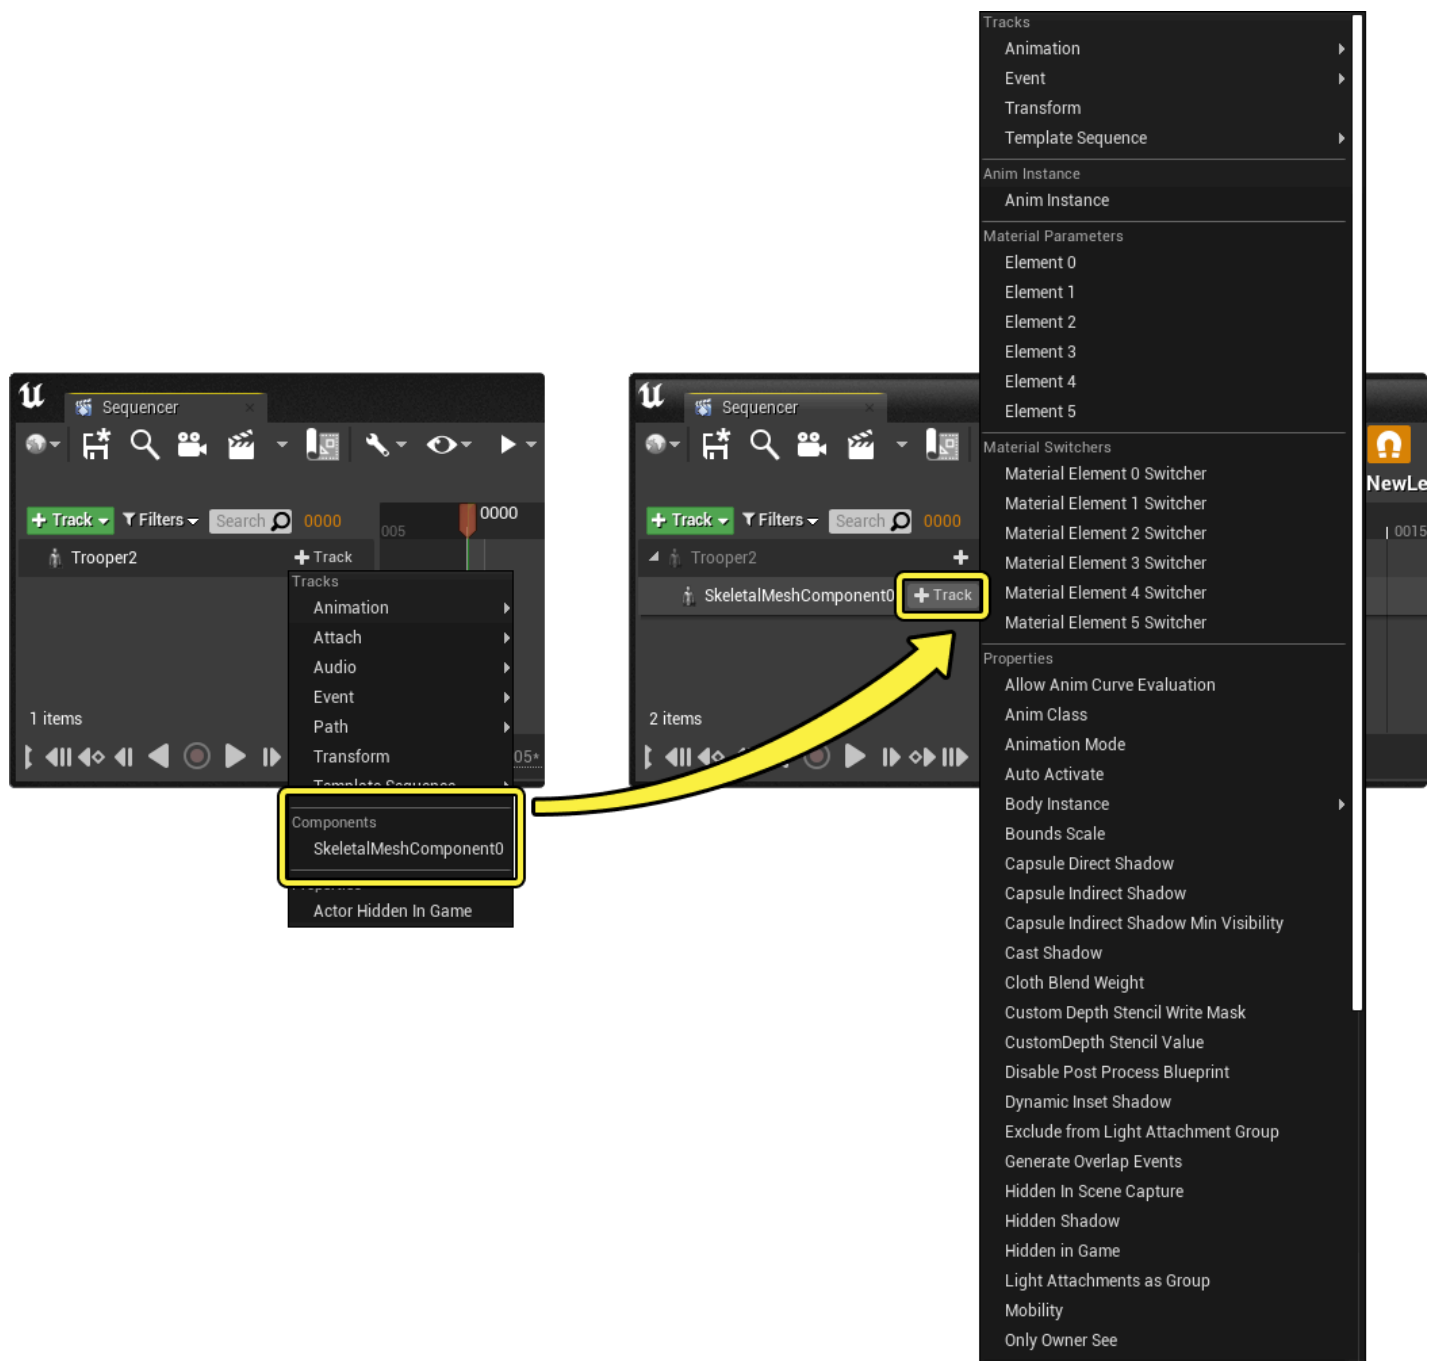 Sequencer
+ Track
Filters
Search
0000
005
0000
Trooper2
+ Track
Tracks
Animation
Attach
Audio
Event
Path
Transform
Template Sequence
1 items
05*
Components
SkeletalMeshComponent0
Properties
Actor Hidden In Game
Sequencer
+ Track
Filters
Search
0000
Trooper2
+
SkeletalMeshComponent0
+ Track
2 items
NewLe
0015
Tracks
Animation
Event
Transform
Template Sequence
Anim Instance
Anim Instance
Material Parameters
Element 0
Element 1
Element 2
Element 3
Element 4
Element 5
Material Switchers
Material Element 0 Switcher
Material Element 1 Switcher
Material Element 2 Switcher
Material Element 3 Switcher
Material Element 4 Switcher
Material Element 5 Switcher
Properties
Allow Anim Curve Evaluation
Anim Class
Animation Mode
Auto Activate
Body Instance
Bounds Scale
Capsule Direct Shadow
Capsule Indirect Shadow
Capsule Indirect Shadow Min Visibility
Cast Shadow
Cloth Blend Weight
Custom Depth Stencil Write Mask
CustomDepth Stencil Value
Disable Post Process Blueprint
Dynamic Inset Shadow
Exclude from Light Attachment Group
Generate Overlap Events
Hidden In Scene Capture
Hidden Shadow
Hidden in Game
Light Attachments as Group
Mobility
Only Owner See